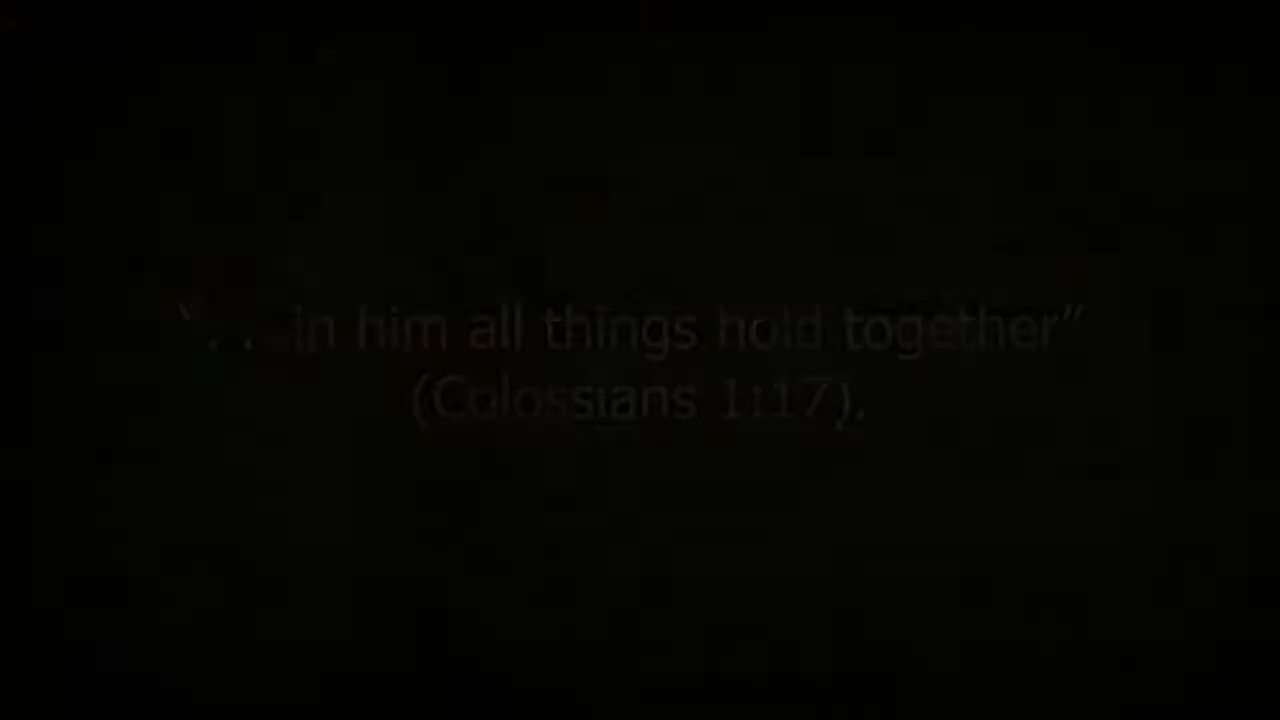 “. . .in him all things hold together”
(Colossians 1:17).